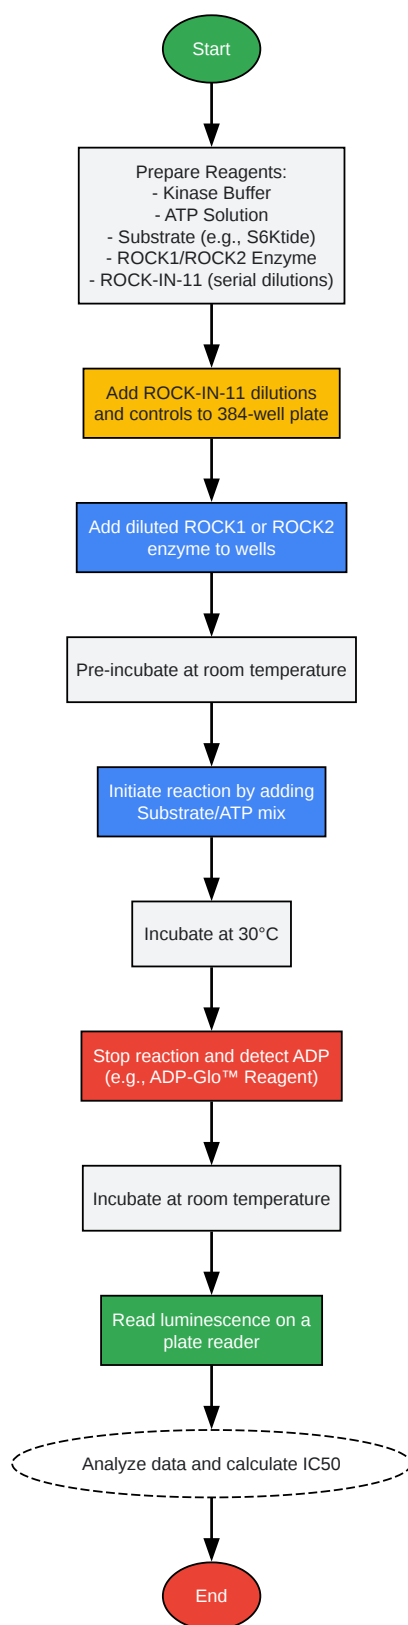 Start
Prepare Reagents:
- Kinase Buffer
- ATP Solution
- Substrate (e.g., S6Ktide)
- ROCK1/ROCK2 Enzyme
- ROCK-IN-11 (serial dilutions)
Add ROCK-IN-11 dilutions
and controls to 384-well plate
Add diluted ROCK1 or ROCK2
enzyme to wells
Pre-incubate at room temperature
Initiate reaction by adding
Substrate/ATP mix
Incubate at 30°C
Stop reaction and detect ADP
(e.g., ADP-Glo™ Reagent)
Incubate at room temperature
Read luminescence on a
plate reader
Analyze data and calculate IC50
End